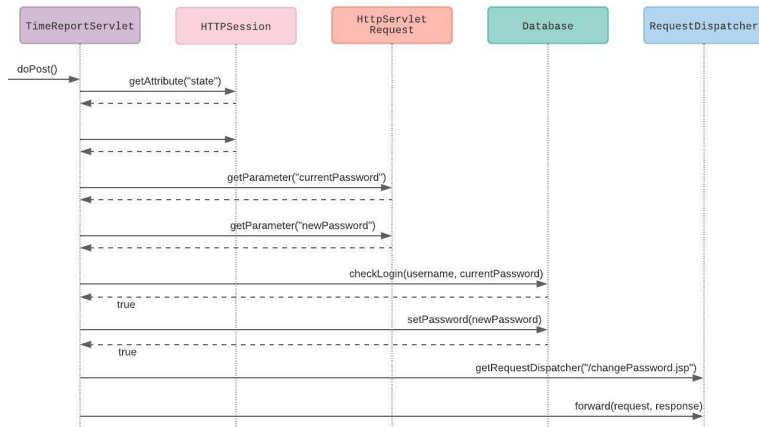 TimeReportServlet
HTTPSession
HttpServlet
Request
Database
RequestDispatcher
doPost()
getAttribute("state")
getParameter("currentPassword")
getParameter("newPassword")
checkLogin(username, currentPassword)
true
setPassword(newPassword)
true
getRequestDispatcher("/changePassword.jsp")
forward(request, response)